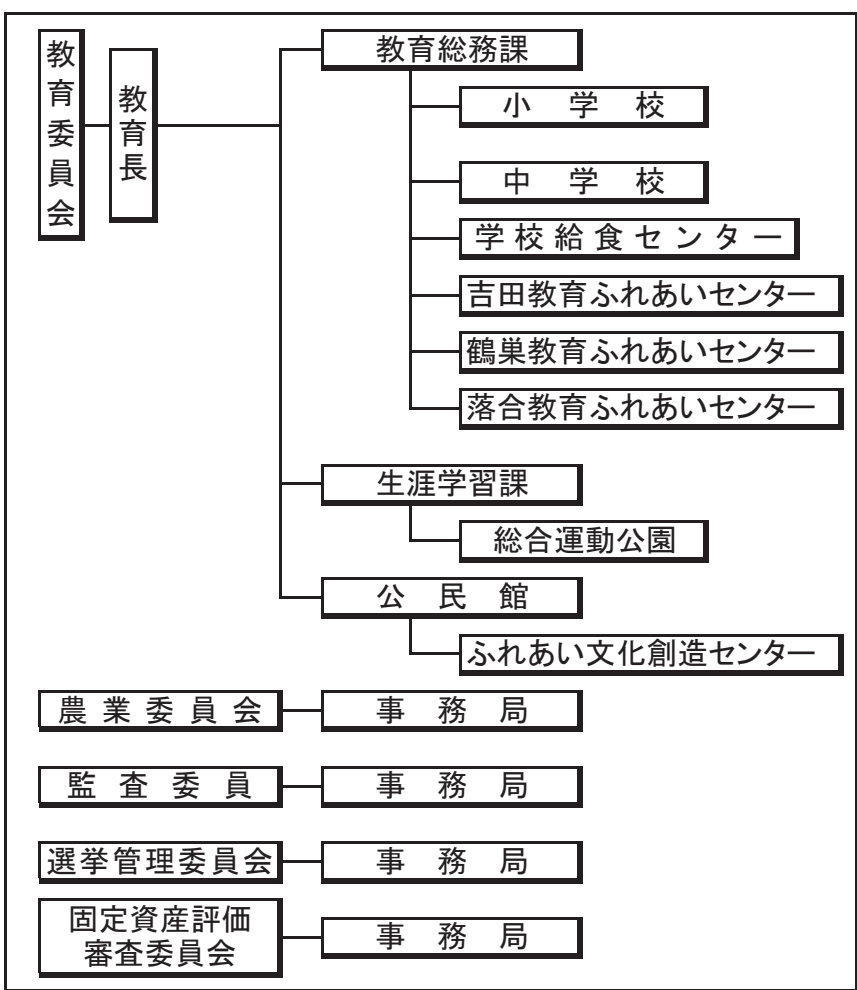 教育委員会
教育長
教育総務課
小学校
中学校
学校給食センター
吉田教育ふれあいセンター
鶴巣教育ふれあいセンター
落合教育ふれあいセンター
生涯学習課
総合運動公園
公民館
ふれあい文化創造センター
農業委員会
事務局
監査委員
事務局
選挙管理委員会
事務局
固定資産評価
審査委員会
事務局